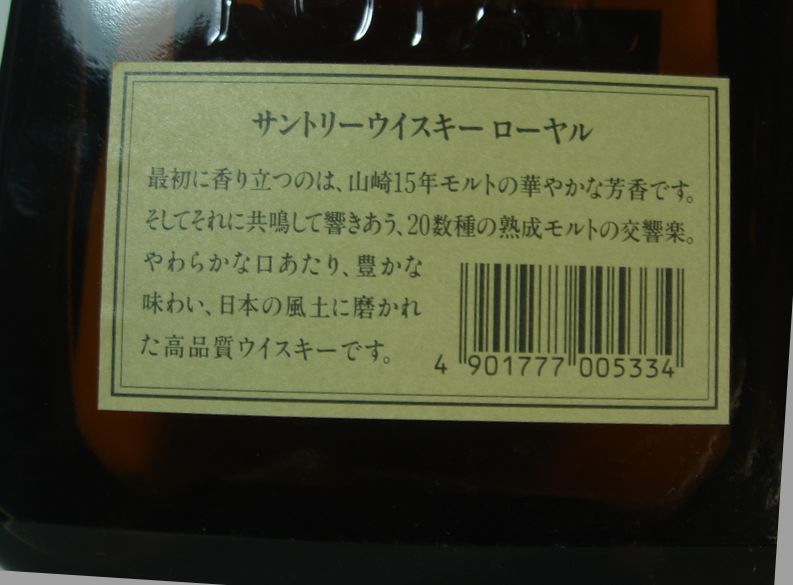 サントリーウイスキー ローヤル
最初に香り立つのは、山崎15年モルトの華やかな芳香です。
そしてそれに共鳴して響きあう、20数種の熟成モルトの交響楽。
やわらかな口あたり、豊かな
味わい、日本の風土に磨かれ
た高品質ウイスキーです。
4 901777 005334